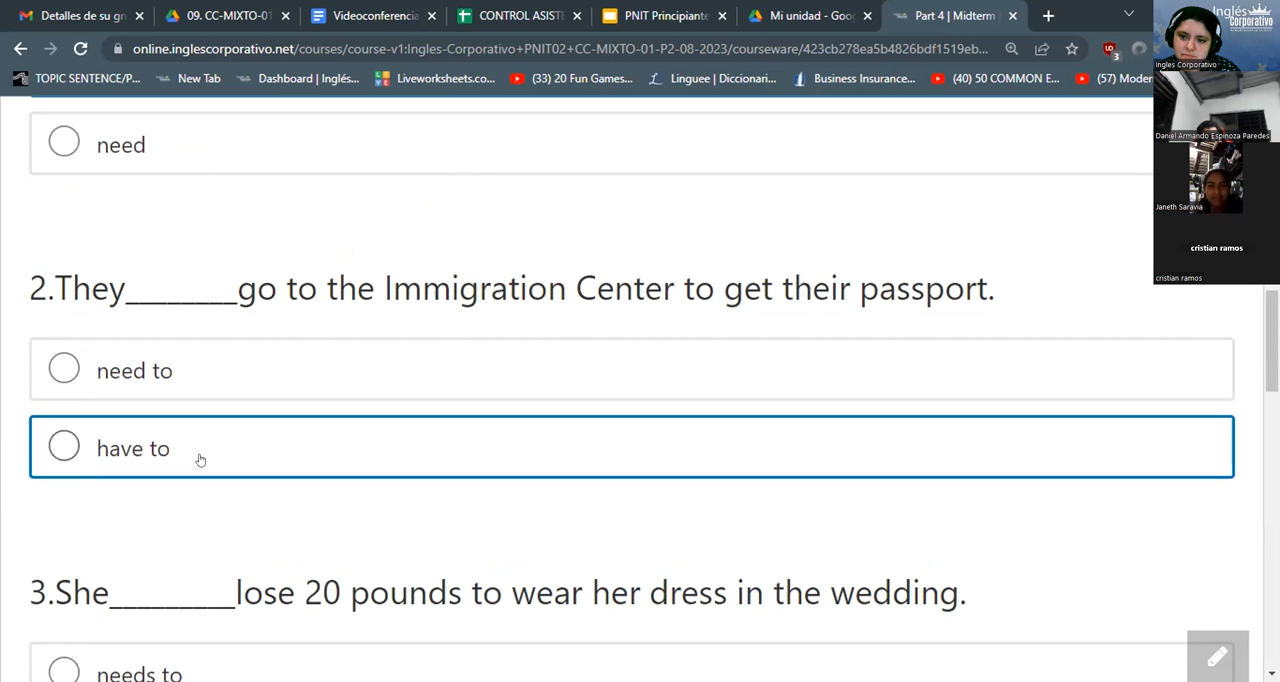 Detalles de su gr
09. CC-MIXTO-01
Videoconferencia
CONTROL ASIST
PNIT Principiante
Mi unidad - Goog
Part 4 | Midterm
online.inglescorporativo.net/courses/course-v1:Ingles-Corporativo+PNIT02+CC-MIXTO-01-P2-08-2023/courseware/423cb278ea5b4826bdf1519eb...
3
TOPIC SENTENCE/P...
New Tab
Dashboard | Inglés...
Liveworksheets.co...
(33) 20 Fun Games...
Linguee | Diccionari...
Business Insurance...
(40) 50 COMMON E...
(57) Moder
Inglés
Corporativo
Ingles Corporativo
Daniel Armando Espinoza Paredes
Janeth Saravia
cristian ramos
cristian ramos
need
2.They________go to the Immigration Center to get their passport.
need to
have to
3.She_________lose 20 pounds to wear her dress in the wedding.
needs to